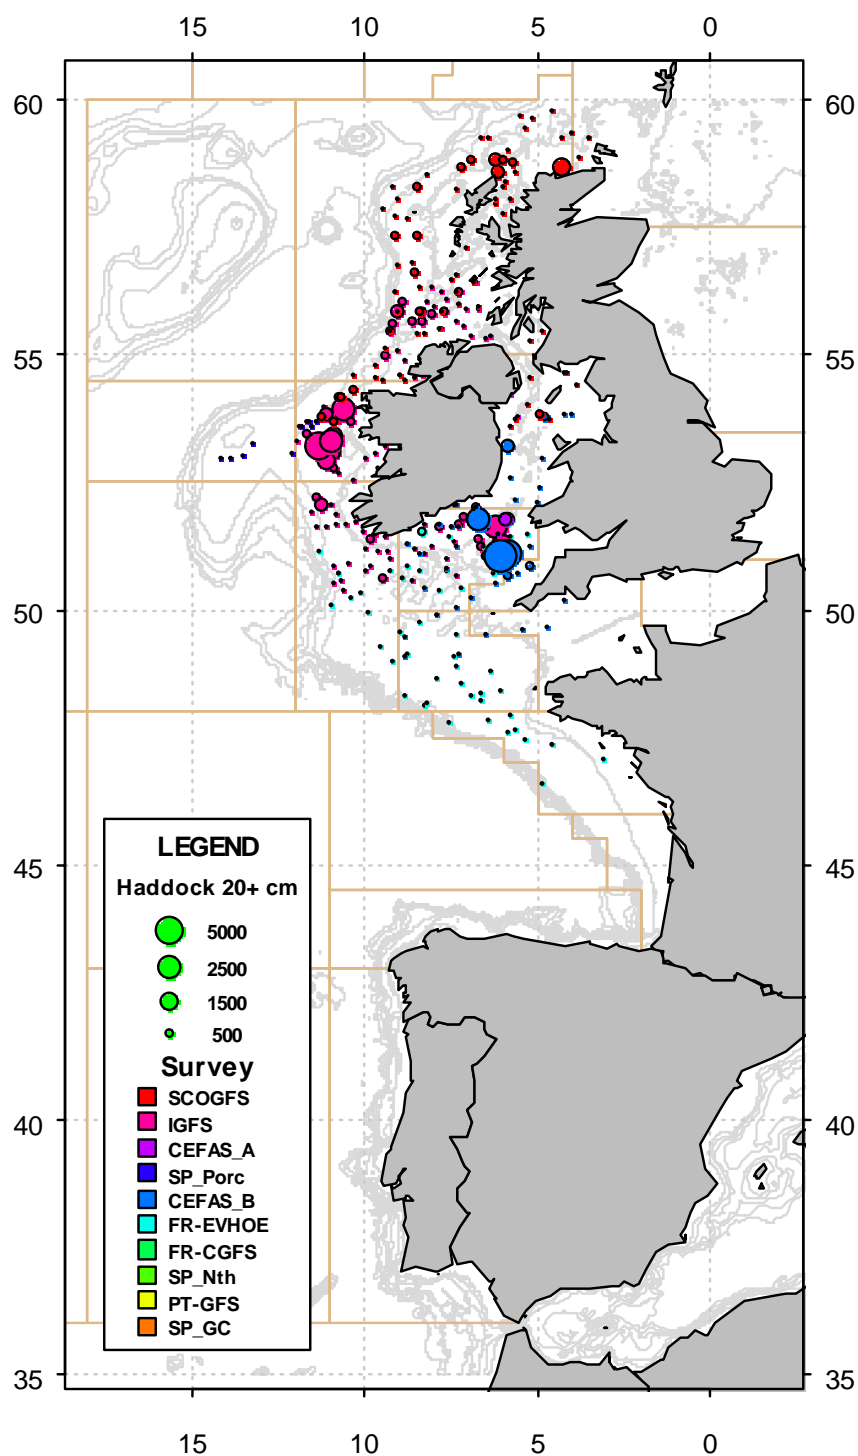 15 10 5 0
60 60
55 55
50 50
45 45
40 40
35 35
LEGEND
Haddock 20+ cm
5000
2500
1500
500
Survey
SCOGFS
IGFS
CEFAS_A
SP_Porc
CEFAS_B
FR-EVHOE
FR-CGFS
SP_Nth
PT-GFS
SP_GC
15 10 5 0